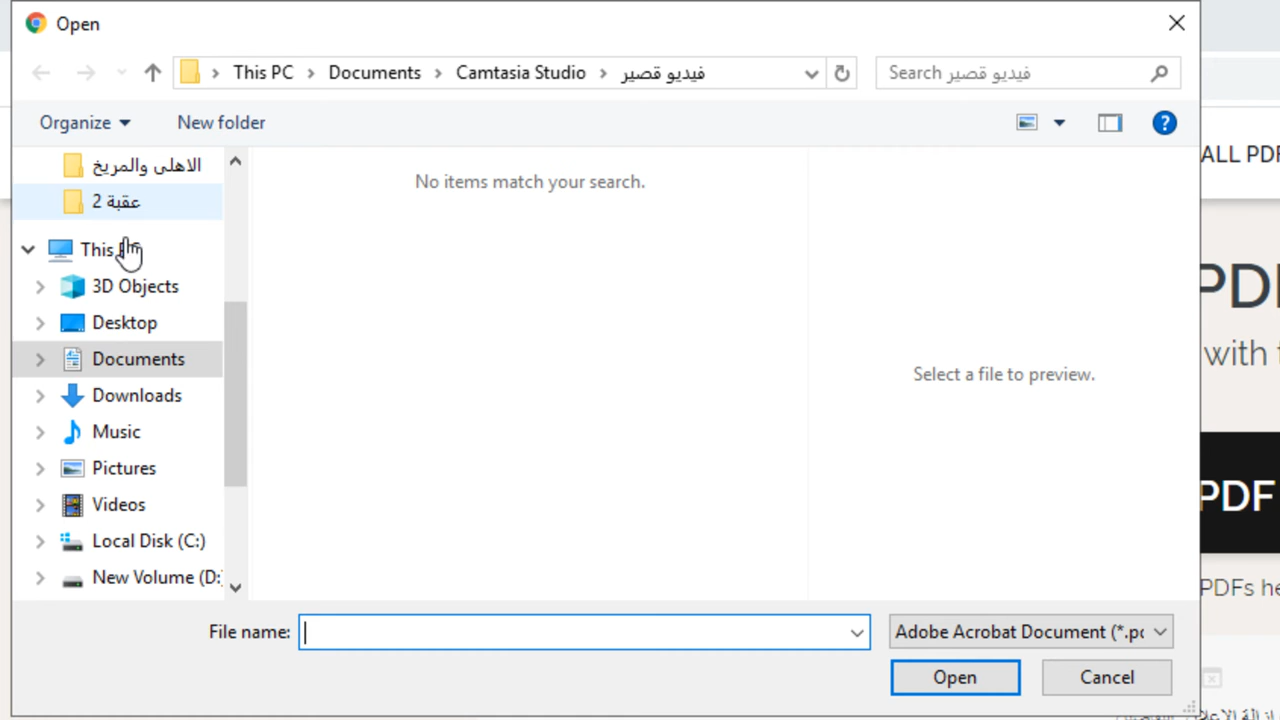 Open
This PC > Documents > Camtasia Studio > فيديو قصير
Search فيديو قصير
Organize
New folder
ALL PDF
الاهلى والمريخ
عقبة 2
No items match your search.
This
3D Objects
Desktop
Documents
Downloads
Music
Pictures
Videos
Local Disk (C:)
New Volume (D:
Select a file to preview.
PDF
with
PDF
PDFs he
File name:
Adobe Acrobat Document (*.pc
Open
Cancel